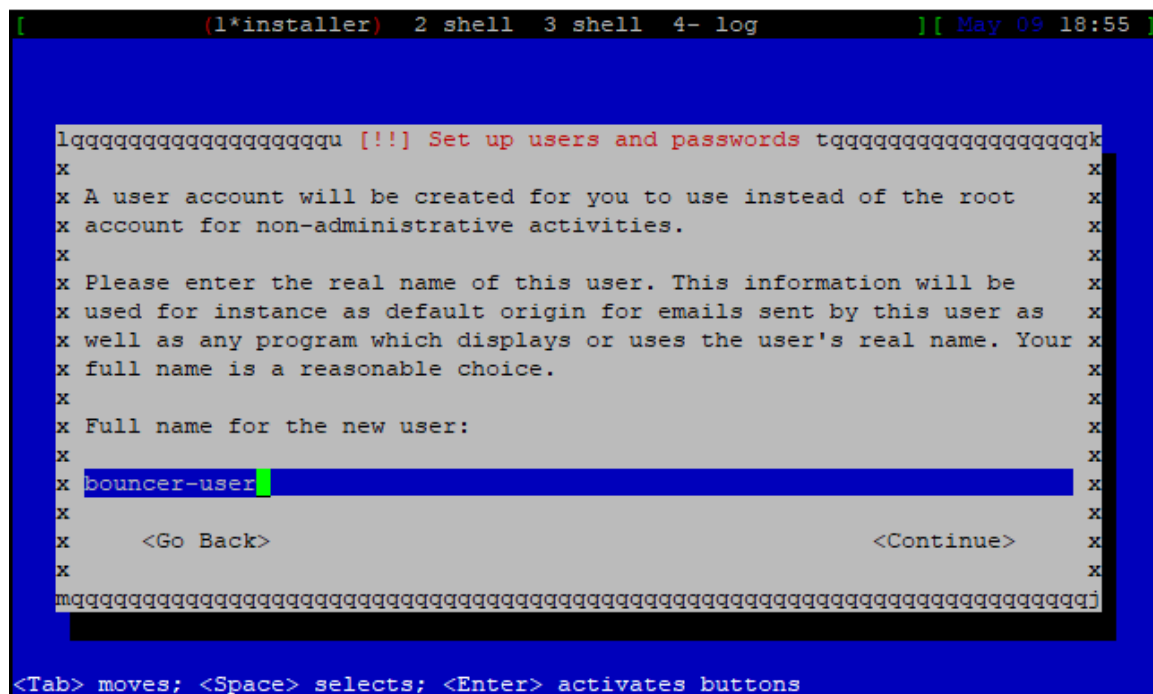 [ (1*installer) 2 shell 3 shell 4- log ][ May 09 18:55 ]
lqqqqqqqqqqqqqqqqqqqu [!!] Set up users and passwords tqqqqqqqqqqqqqqqqqqk
x x
x A user account will be created for you to use instead of the root x
x account for non-administrative activities. x
x x
x Please enter the real name of this user. This information will be x
x used for instance as default origin for emails sent by this user as x
x well as any program which displays or uses the user's real name. Your x
x full name is a reasonable choice. x
x x
x Full name for the new user: x
x x
x bouncer-user x
x x
x <Go Back> <Continue> x
x x
mqqqqqqqqqqqqqqqqqqqqqqqqqqqqqqqqqqqqqqqqqqqqqqqqqqqqqqqqqqqqqqqqqqqqqqqj
<Tab> moves; <Space> selects; <Enter> activates buttons